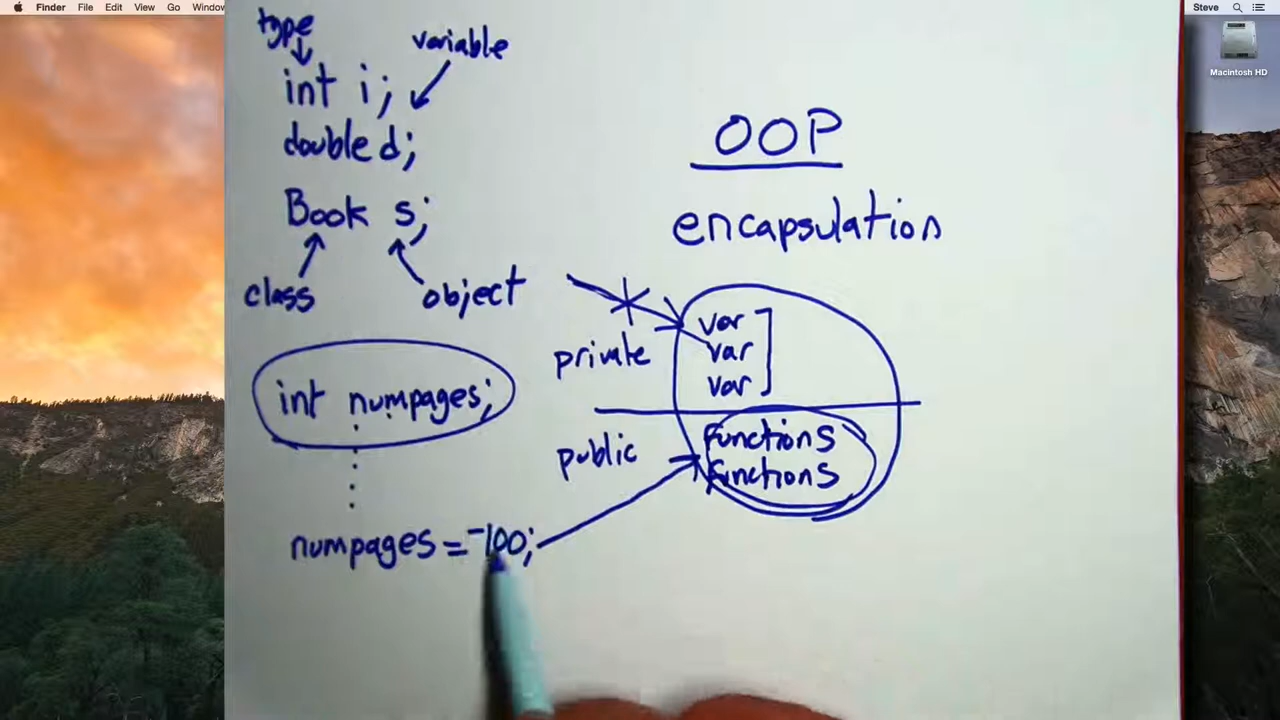 Finder File Edit View Go Window
Steve
Macintosh HD
type
variable
int i;
double d;
Book s;
class
object
int numpages;
numpages = -100;
OOP
encapsulation
private
var
var
var
public
functions
functions